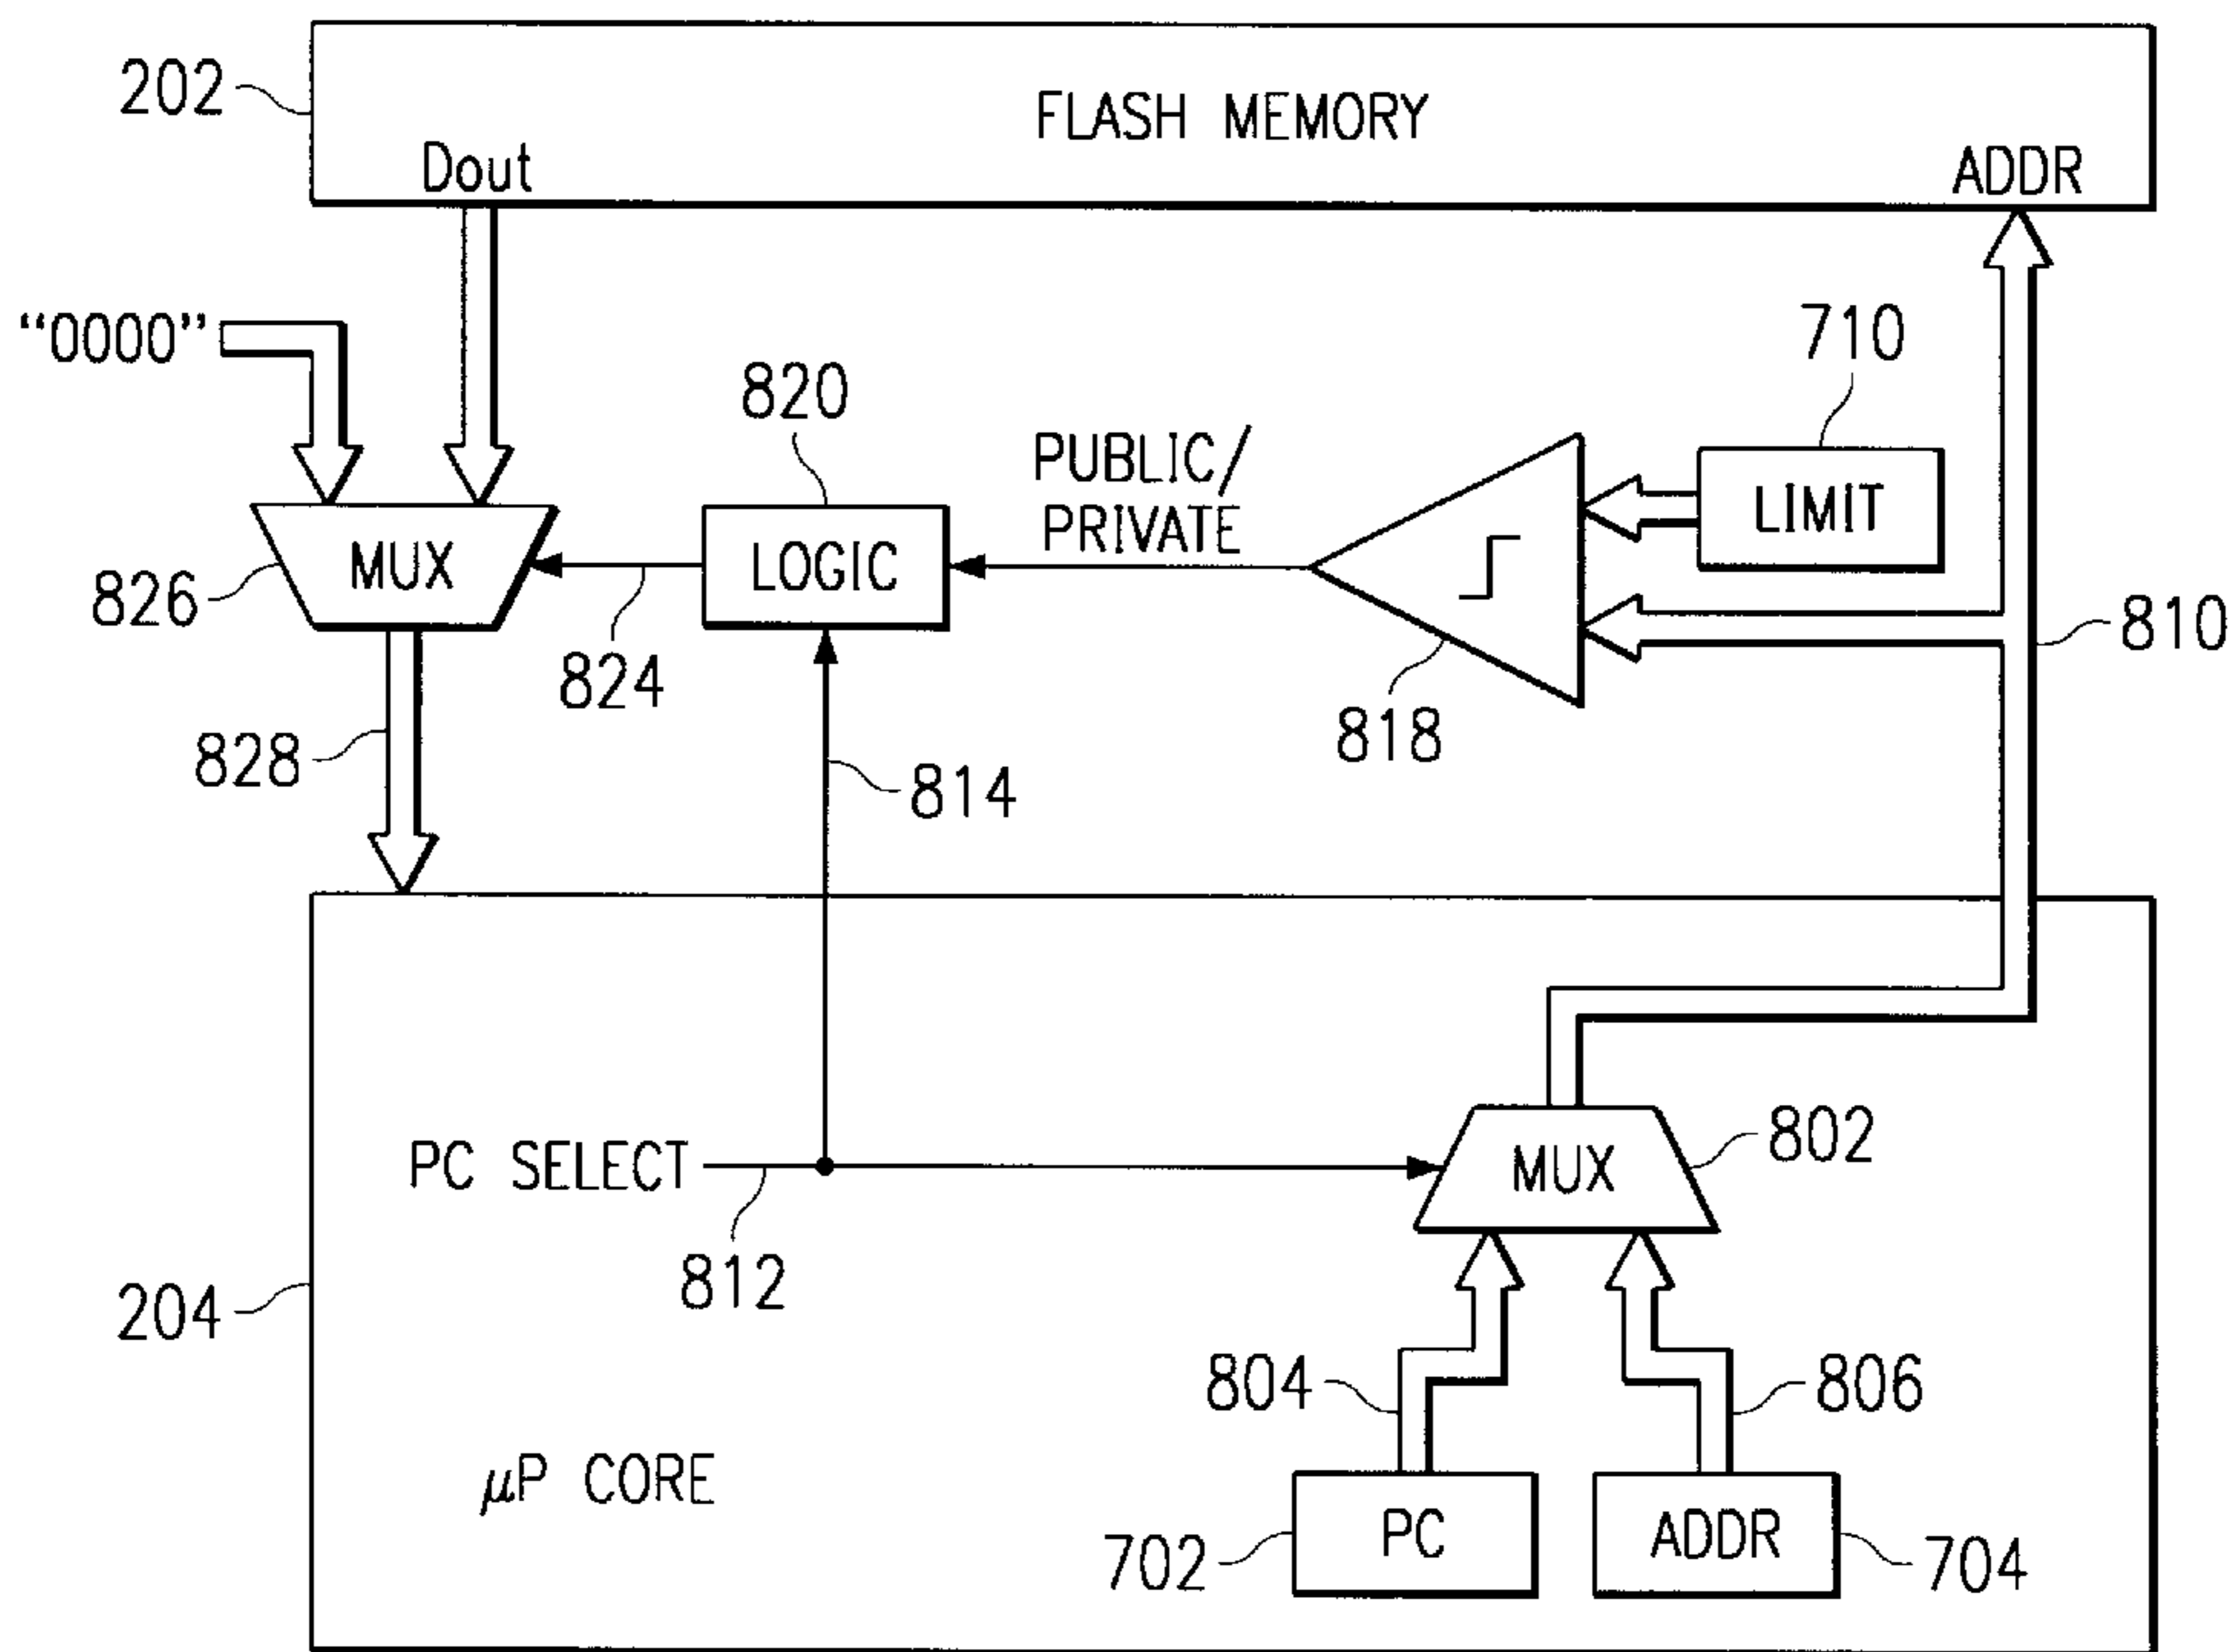 202
FLASH MEMORY
Dout
ADDR
“0000”
710
820
PUBLIC/
PRIVATE
LIMIT
MUX
LOGIC
826
824
810
818
828
814
802
PC SELECT
MUX
812
204
804
806
μP CORE
PC
ADDR
702
704